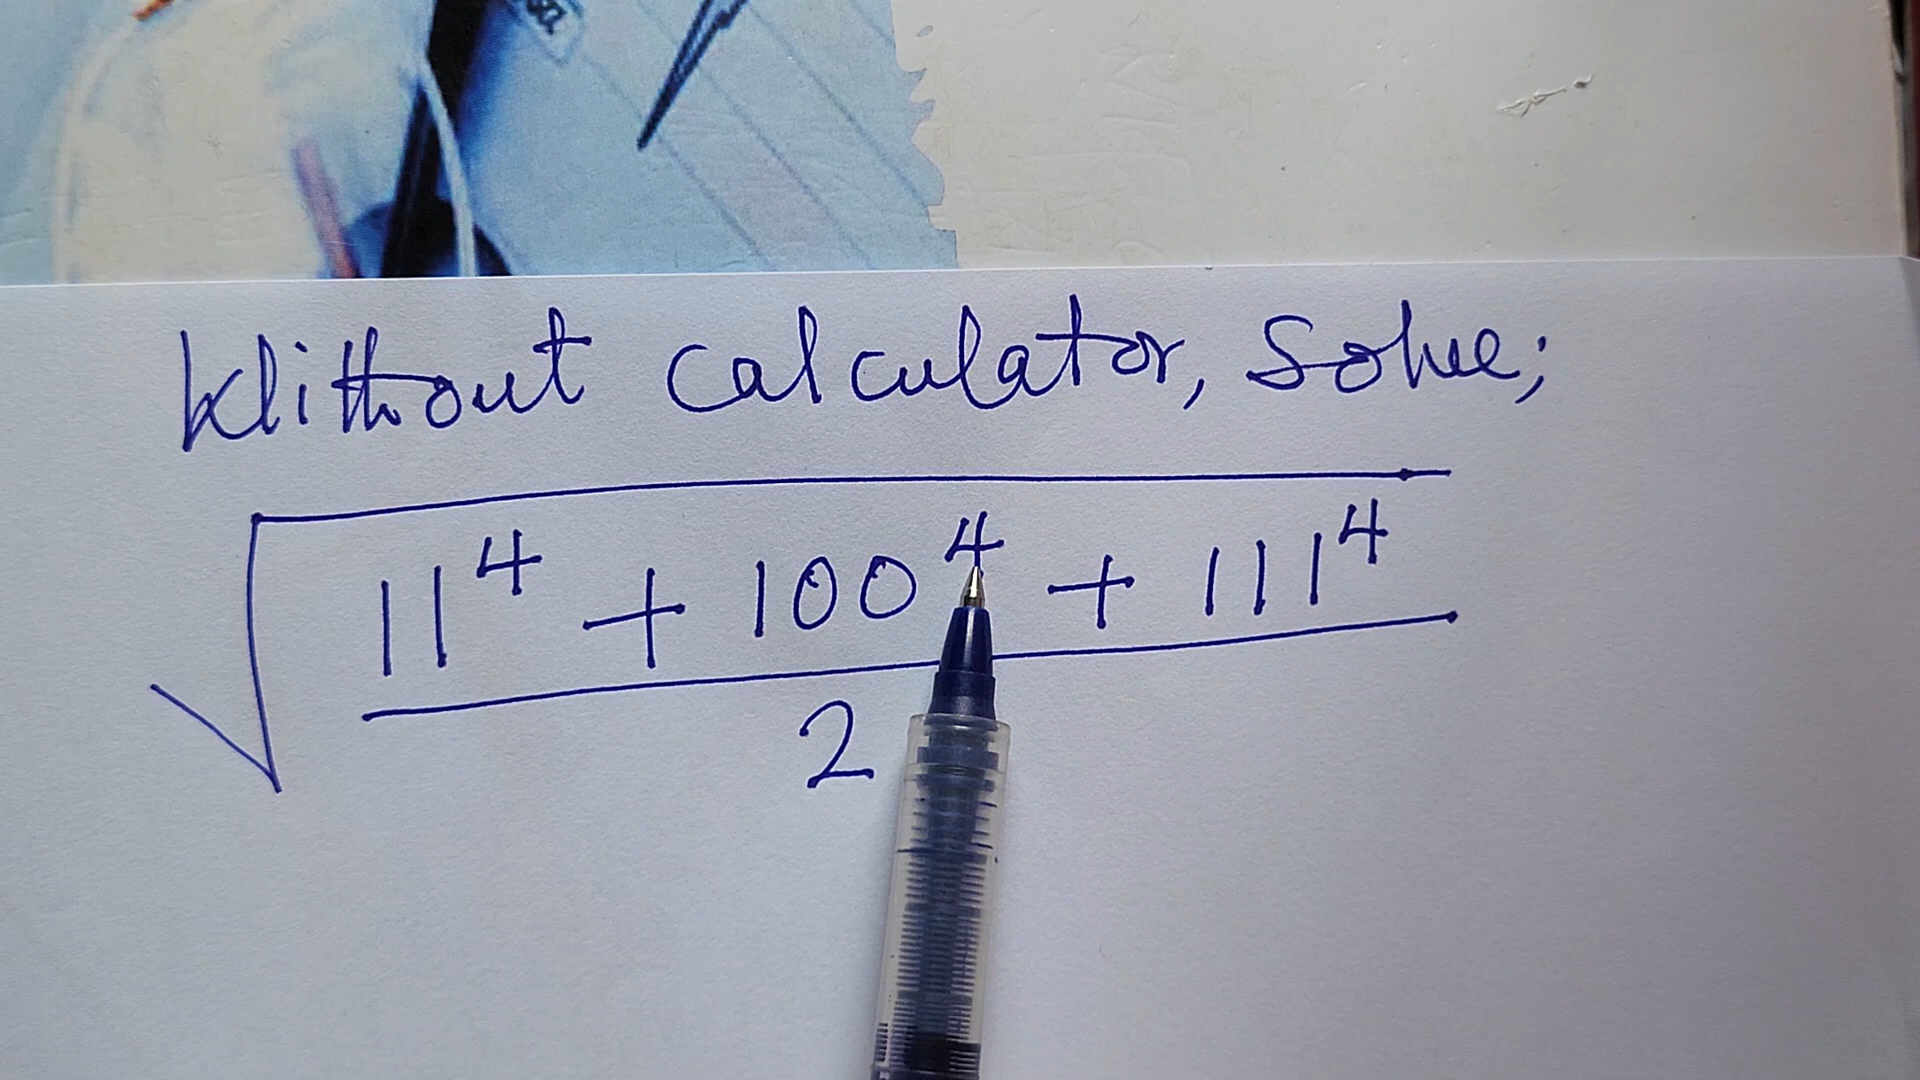 Without calculator, Solve;
√((11⁴ + 100⁴ + 111⁴) / 2)